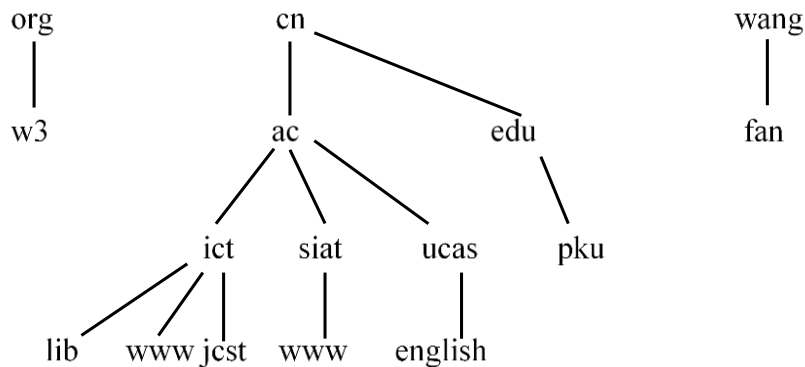 org cn wang
w3 ac edu fan
ict siat ucas pku
lib www jcst www english